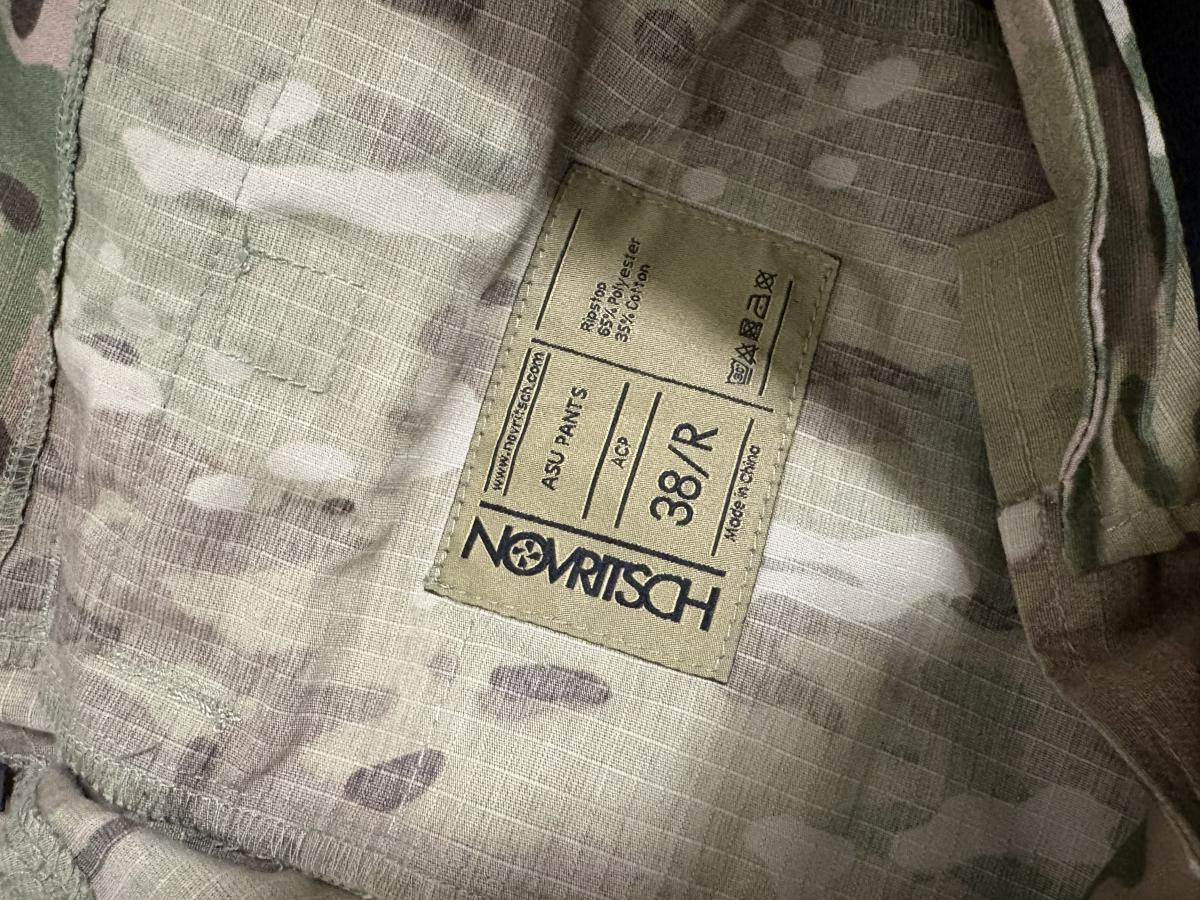 Ripstop
65% Polyester
35% Cotton
www.novritsch.com
ASU PANTS
ACP
38/R
Made in China
NOVRITSCH